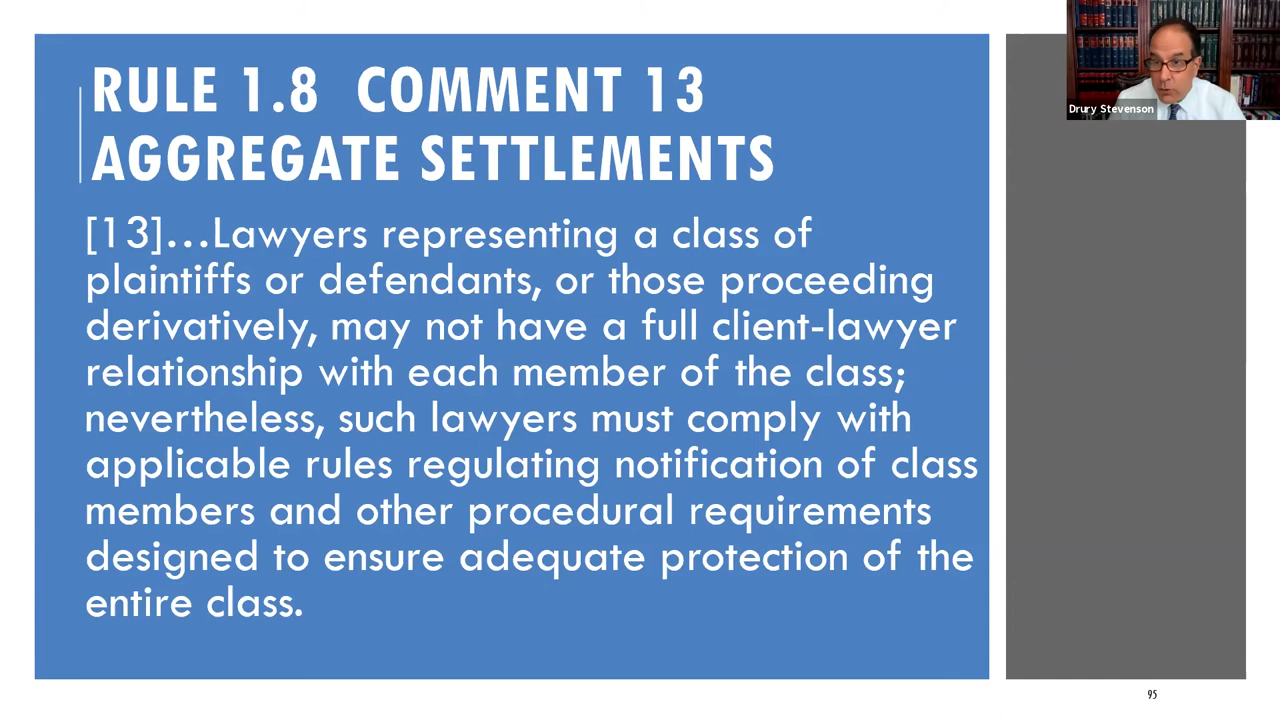 RULE 1.8 COMMENT 13
AGGREGATE SETTLEMENTS
[13]…Lawyers representing a class of
plaintiffs or defendants, or those proceeding
derivatively, may not have a full client-lawyer
relationship with each member of the class;
nevertheless, such lawyers must comply with
applicable rules regulating notification of class
members and other procedural requirements
designed to ensure adequate protection of the
entire class.
Drury Stevenson
95